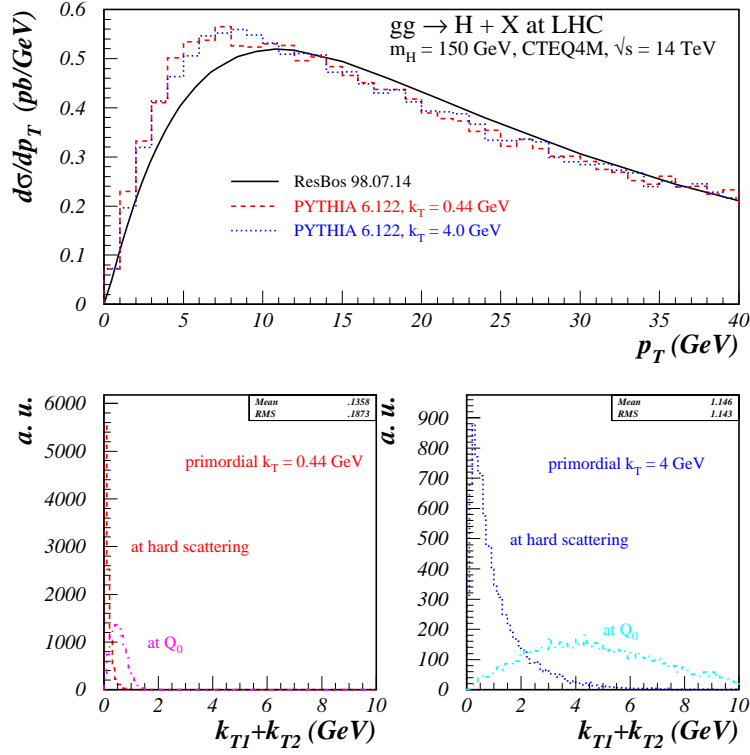 gg → H + X at LHC
m_H = 150 GeV, CTEQ4M, √s = 14 TeV
dσ/dp_T (pb/GeV)
0.6
0.5
0.4
0.3
0.2
0.1
0
ResBos 98.07.14
PYTHIA 6.122, k_T = 0.44 GeV
PYTHIA 6.122, k_T = 4.0 GeV
0 5 10 15 20 25 30 35 40
p_T (GeV)
a. u.
6000
5000
4000
3000
2000
1000
0
Mean .1358
RMS .1873
primordial k_T = 0.44 GeV
at hard scattering
at Q_0
0 2 4 6 8 10
k_T1+k_T2 (GeV)
a. u.
900
800
700
600
500
400
300
200
100
0
Mean 1.146
RMS 1.143
primordial k_T = 4 GeV
at hard scattering
at Q_0
0 2 4 6 8 10
k_T1+k_T2 (GeV)